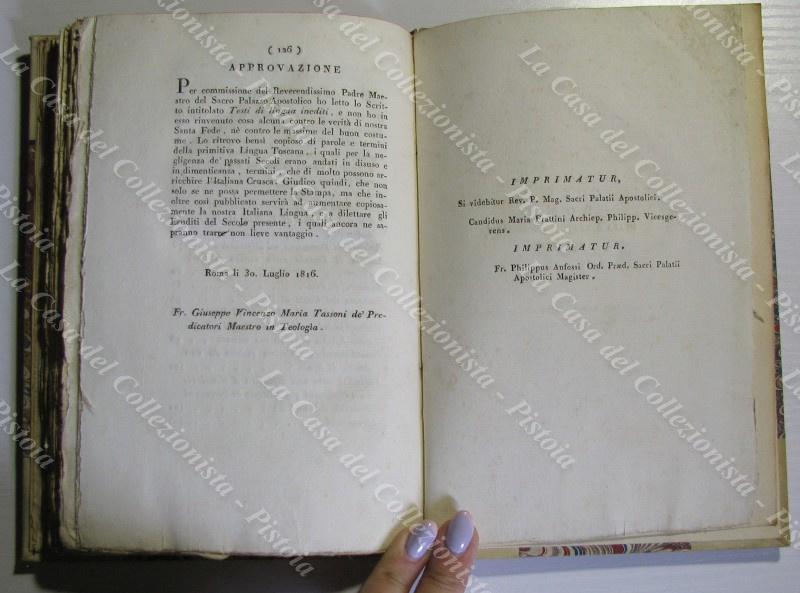 ( 126 )
APPROVAZIONE
Per commissione del Reverendissimo Padre Mae-
stro del Sacro Palazzo Apostolico ho letto lo Scrit-
to intitolato Testi di lingua inediti, e non ho in
esso rinvenuto cosa alcuna contro le verità di nostra
Santa Fede, nè contro le massime del buon costu-
me. Lo ritrovo bensì copioso di parole e termini
della primitiva Lingua Toscana, i quali per la ne-
gligenza de' passati Secoli erano andati in disuso e
in dimenticanza, termini, che di molto possono ar-
ricchire l'Italiana Crusca. Giudico quindi, che non
solo se ne possa permettere la Stampa, ma che in-
oltre così pubblicato servirà ad aumentare copiosa-
mente la nostra Italiana Lingua, e a dilettare gli
Eruditi del Secolo presente, i quali ancora ne sa-
pranno trarne non lieve vantaggio.
Roma li 30. Luglio 1816.
Fr. Giuseppe Vincenzo Maria Tassoni de' Pre-
dicatori Maestro in Teologìa.
IMPRIMATUR,
Si videbitur Rev. P. Mag. Sacri Palatii Apostolici.
Candidus Maria Frattini Archiep. Philipp. Vicesge-
rens.
IMPRIMATUR.
Fr. Philippus Anfossi Ord. Præd. Sacri Palatii
Apostolici Magister.
La Casa del Collezionista - Pistoia